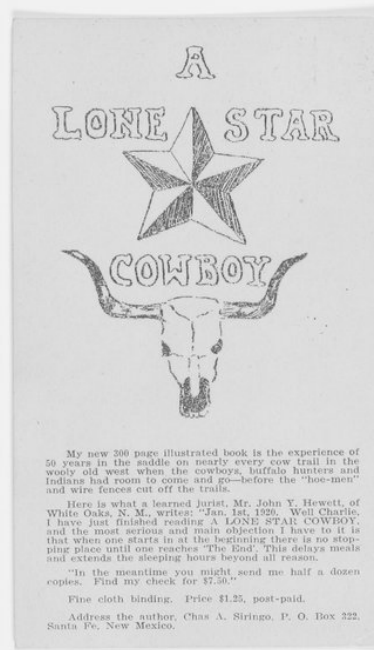 A
LONE STAR
COWBOY
My new 300 page illustrated book is the experience of
50 years in the saddle on nearly every cow trail in the
wooly old west when the cowboys, buffalo hunters and
Indians had room to come and go—before the "hoe-men"
and wire fences cut off the trails.
Here is what a learned jurist, Mr. John Y. Hewett, of
White Oaks, N. M., writes: "Jan. 1st, 1920. Well Charlie,
I have just finished reading A LONE STAR COWBOY,
and the most serious and main objection I have to it is
that when one starts in at the beginning there is no stop-
ping place until one reaches 'The End'. This delays meals
and extends the sleeping hours beyond all reason.
"In the meantime you might send me half a dozen
copies. Find my check for $7.50."
Fine cloth binding. Price $1.25, post-paid.
Address the author, Chas A. Siringo, P. O. Box 322,
Santa Fe, New Mexico.